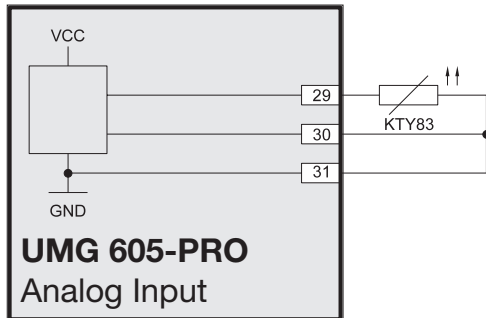 VCC
29
KTY83
30
31
GND
UMG 605-PRO
Analog Input